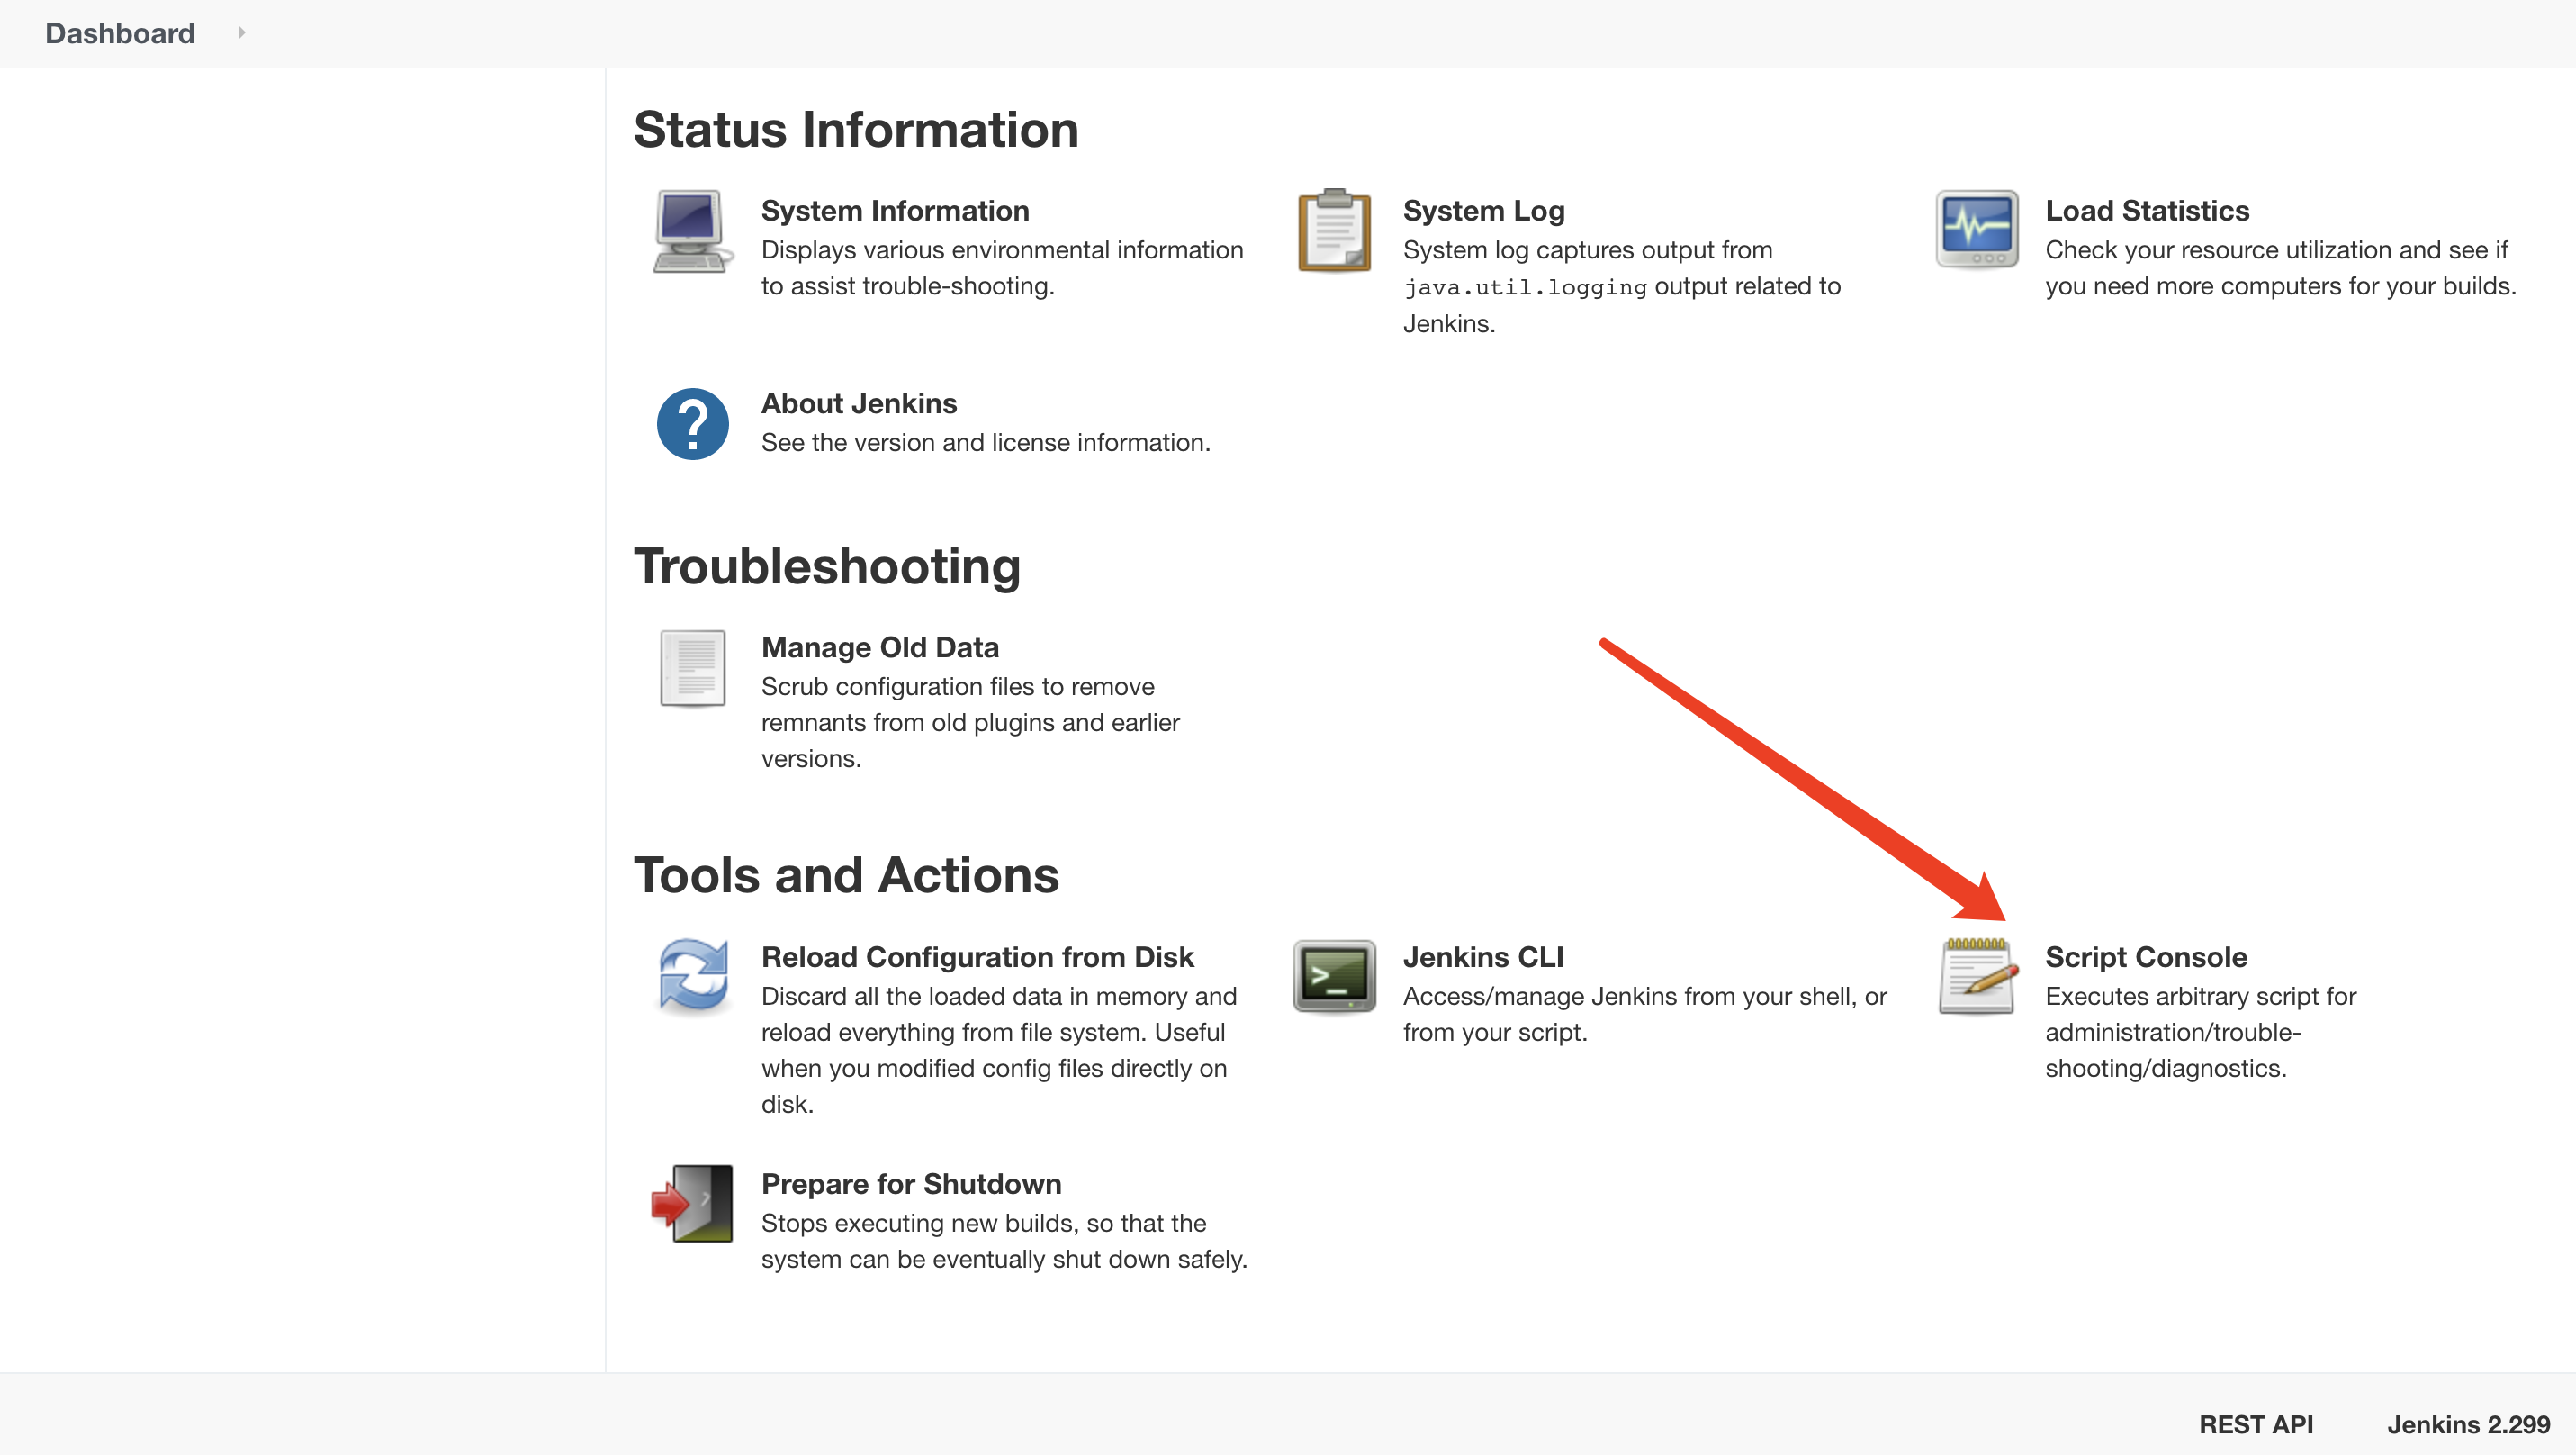 Dashboard
Status Information
System Information
Displays various environmental information
to assist trouble-shooting.
System Log
System log captures output from
java.util.logging output related to
Jenkins.
Load Statistics
Check your resource utilization and see if
you need more computers for your builds.
About Jenkins
See the version and license information.
Troubleshooting
Manage Old Data
Scrub configuration files to remove
remnants from old plugins and earlier
versions.
Tools and Actions
Reload Configuration from Disk
Discard all the loaded data in memory and
reload everything from file system. Useful
when you modified config files directly on
disk.
Jenkins CLI
Access/manage Jenkins from your shell, or
from your script.
Script Console
Executes arbitrary script for
administration/trouble-
shooting/diagnostics.
Prepare for Shutdown
Stops executing new builds, so that the
system can be eventually shut down safely.
REST API
Jenkins 2.299